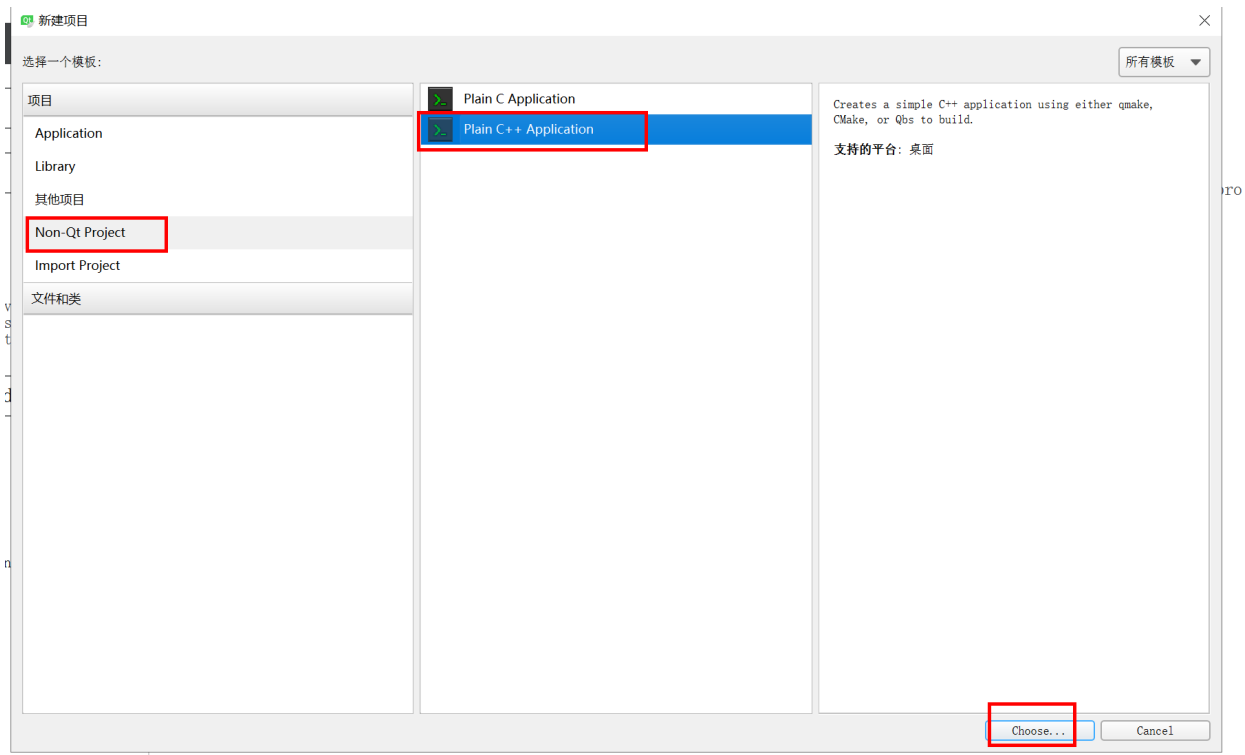 新建项目
选择一个模板:
所有模板
项目
Application
Library
其他项目
Non-Qt Project
Import Project
文件和类
Plain C Application
Plain C++ Application
Creates a simple C++ application using either qmake,
CMake, or Qbs to build.
支持的平台: 桌面
Choose...
Cancel